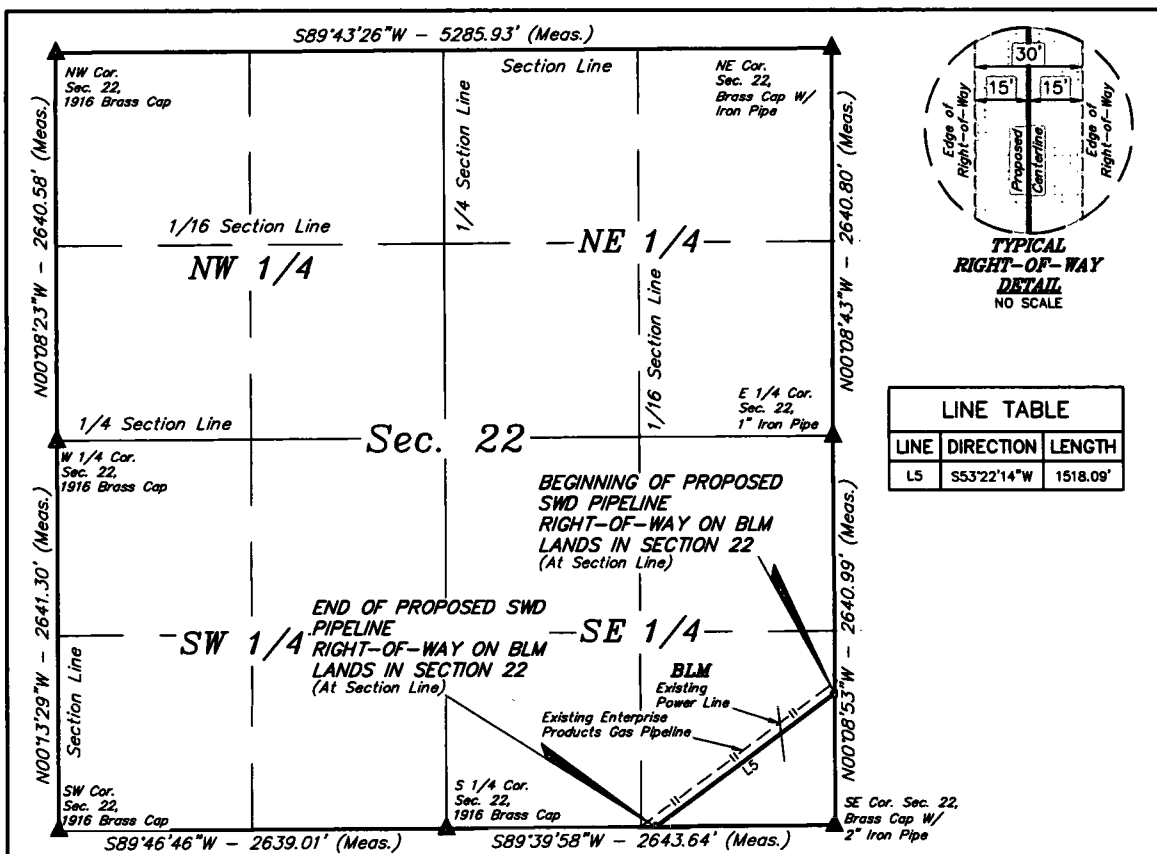 S89°43'26"W - 5285.93' (Meas.)
Section Line
NW Cor.
Sec. 22,
1916 Brass Cap
NE Cor.
Sec. 22,
Brass Cap W/
Iron Pipe
N00°08'23"W - 2640.58' (Meas.)
1/4 Section Line
N00°08'43"W - 2640.80' (Meas.)
1/16 Section Line
NW 1/4
NE 1/4
1/16 Section Line
30'
15'
15'
Edge of
Right-of-Way
Proposed
Centerline
Edge of
Right-of-Way
TYPICAL
RIGHT-OF-WAY
DETAIL
NO SCALE
E 1/4 Cor.
Sec. 22,
1" Iron Pipe
1/4 Section Line
Sec. 22
W 1/4 Cor.
Sec. 22,
1916 Brass Cap
LINE TABLE
LINE DIRECTION LENGTH
L5 S53°22'14"W 1518.09'
BEGINNING OF PROPOSED
SWD PIPELINE
RIGHT-OF-WAY ON BLM
LANDS IN SECTION 22
(At Section Line)
N00°13'29"W - 2641.30' (Meas.)
Section Line
N00°08'53"W - 2640.99' (Meas.)
END OF PROPOSED SWD
PIPELINE
RIGHT-OF-WAY ON BLM
LANDS IN SECTION 22
(At Section Line)
SW 1/4
SE 1/4
BLM
Existing
Power Line
Existing Enterprise
Products Gas Pipeline
L5
SW Cor.
Sec. 22,
1916 Brass Cap
S 1/4 Cor.
Sec. 22,
1916 Brass Cap
SE Cor. Sec. 22,
Brass Cap W/
2" Iron Pipe
S89°46'46"W - 2639.01' (Meas.)
S89°39'58"W - 2643.64' (Meas.)